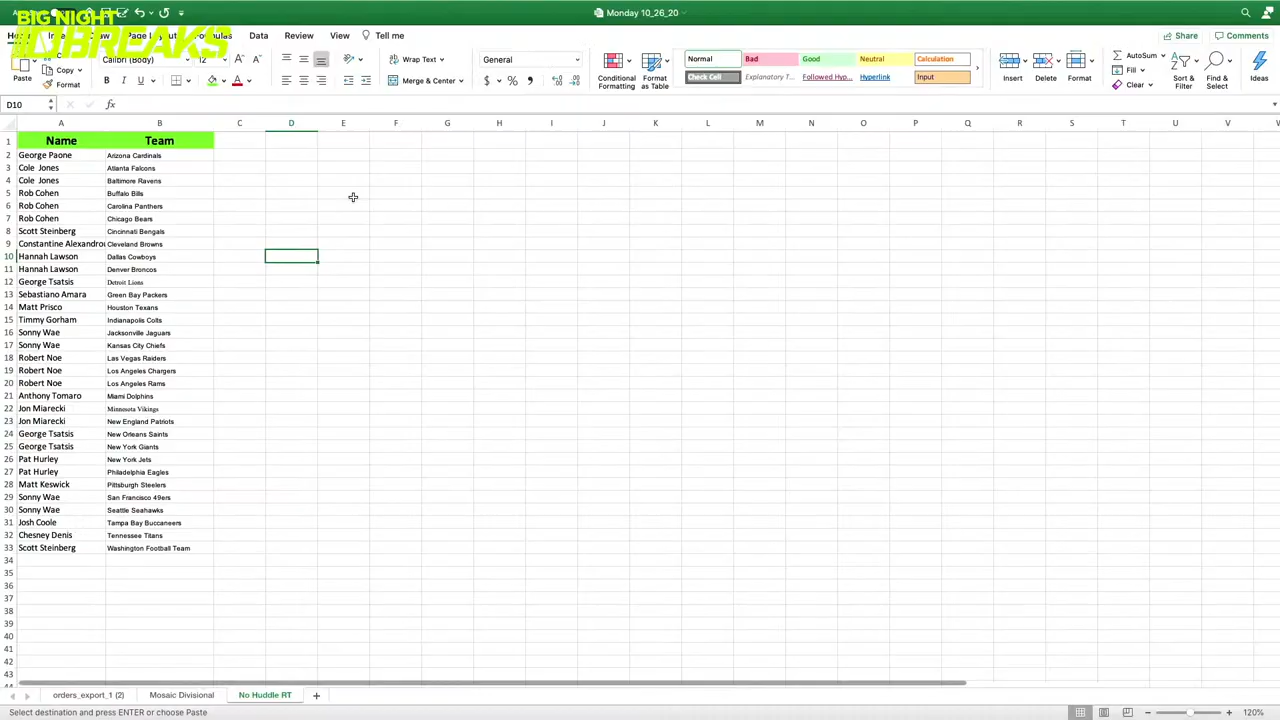 BIG NIGHT
BREAKS
Monday 10_26_20
Data Review View Tell me
Share Comments
Paste Copy Format
Calibri (Body) 12
B I U
Wrap Text
Merge & Center
General
$ % ,
Conditional Formatting
Format as Table
Normal Bad Good Neutral Calculation
Check Cell Explanatory T... Followed Hyp... Hyperlink Input
Insert Delete Format
AutoSum
Fill
Clear
Sort & Filter
Find & Select
Ideas
D10 fx
A B C D E F G H I J K L M N O P Q R S T U V W
1 Name Team
2 George Paone Arizona Cardinals
3 Cole Jones Atlanta Falcons
4 Cole Jones Baltimore Ravens
5 Rob Cohen Buffalo Bills
6 Rob Cohen Carolina Panthers
7 Rob Cohen Chicago Bears
8 Scott Steinberg Cincinnati Bengals
9 Constantine Alexandrou Cleveland Browns
10 Hannah Lawson Dallas Cowboys
11 Hannah Lawson Denver Broncos
12 George Tsatsis Detroit Lions
13 Sebastiano Amara Green Bay Packers
14 Matt Prisco Houston Texans
15 Timmy Gorham Indianapolis Colts
16 Sonny Wae Jacksonville Jaguars
17 Sonny Wae Kansas City Chiefs
18 Robert Noe Las Vegas Raiders
19 Robert Noe Los Angeles Chargers
20 Robert Noe Los Angeles Rams
21 Anthony Tomaro Miami Dolphins
22 Jon Miarecki Minnesota Vikings
23 Jon Miarecki New England Patriots
24 George Tsatsis New Orleans Saints
25 George Tsatsis New York Giants
26 Pat Hurley New York Jets
27 Pat Hurley Philadelphia Eagles
28 Matt Keswick Pittsburgh Steelers
29 Sonny Wae San Francisco 49ers
30 Sonny Wae Seattle Seahawks
31 Josh Coole Tampa Bay Buccaneers
32 Chesney Denis Tennessee Titans
33 Scott Steinberg Washington Football Team
34
35
36
37
38
39
40
41
42
43
orders_export_1 (2) Mosaic Divisional No Huddle RT +
Select destination and press ENTER or choose Paste
120%